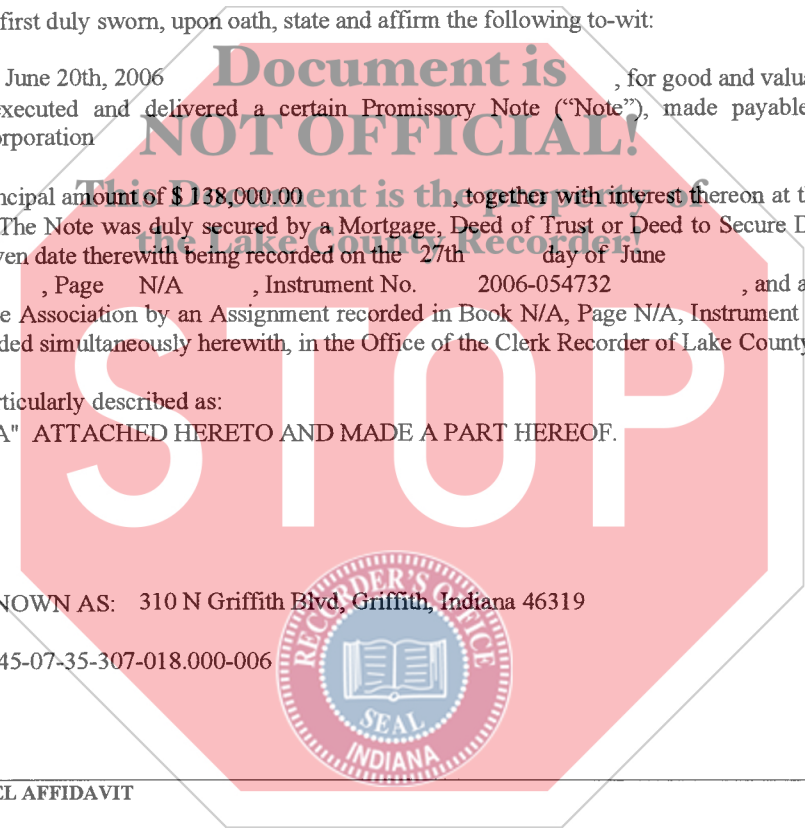 first duly sworn, upon oath, state and affirm the following to-wit:
Document is
June 20th, 2006 , for good and valua
NOT OFFICIAL!
executed and delivered a certain Promissory Note ("Note"), made payable
orporation
This Document is the property of
ncipal amount of $ 138,000.00 , together with interest thereon at th
The Note was duly secured by a Mortgage, Deed of Trust or Deed to Secure D
the Lake County Recorder!
ven date therewith being recorded on the 27th day of June
, Page N/A , Instrument No. 2006-054732 , and a
e Association by an Assignment recorded in Book N/A, Page N/A, Instrument
ded simultaneously herewith, in the Office of the Clerk Recorder of Lake County
rticularly described as:
A" ATTACHED HERETO AND MADE A PART HEREOF.
STOP
NOWN AS: 310 N Griffith Blvd, Griffith, Indiana 46319
45-07-35-307-018.000-006
RECORDER'S OFFICE
SEAL
INDIANA
EL AFFIDAVIT